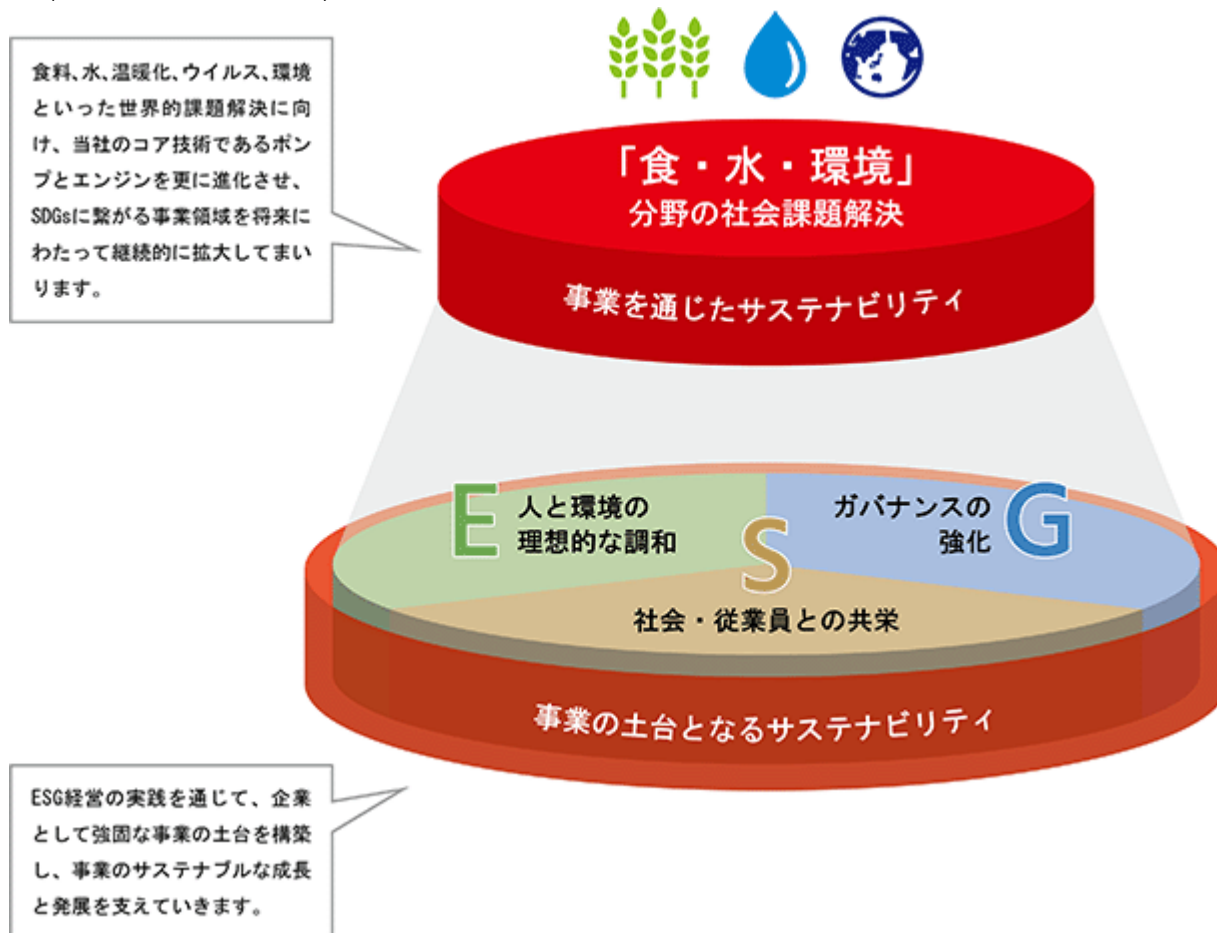 食料、水、温暖化、ウイルス、環境
といった世界的課題解決に向
け、当社のコア技術であるポン
プとエンジンを更に進化させ、
SDGsに繋がる事業領域を将来に
わたって継続的に拡大してまい
ります。
「食・水・環境」
分野の社会課題解決
事業を通じたサステナビリティ
E
人と環境の
理想的な調和
ガバナンスの
強化
G
S
社会・従業員との共栄
事業の土台となるサステナビリティ
ESG経営の実践を通じて、企業
として強固な事業の土台を構築
し、事業のサステナブルな成長
と発展を支えていきます。